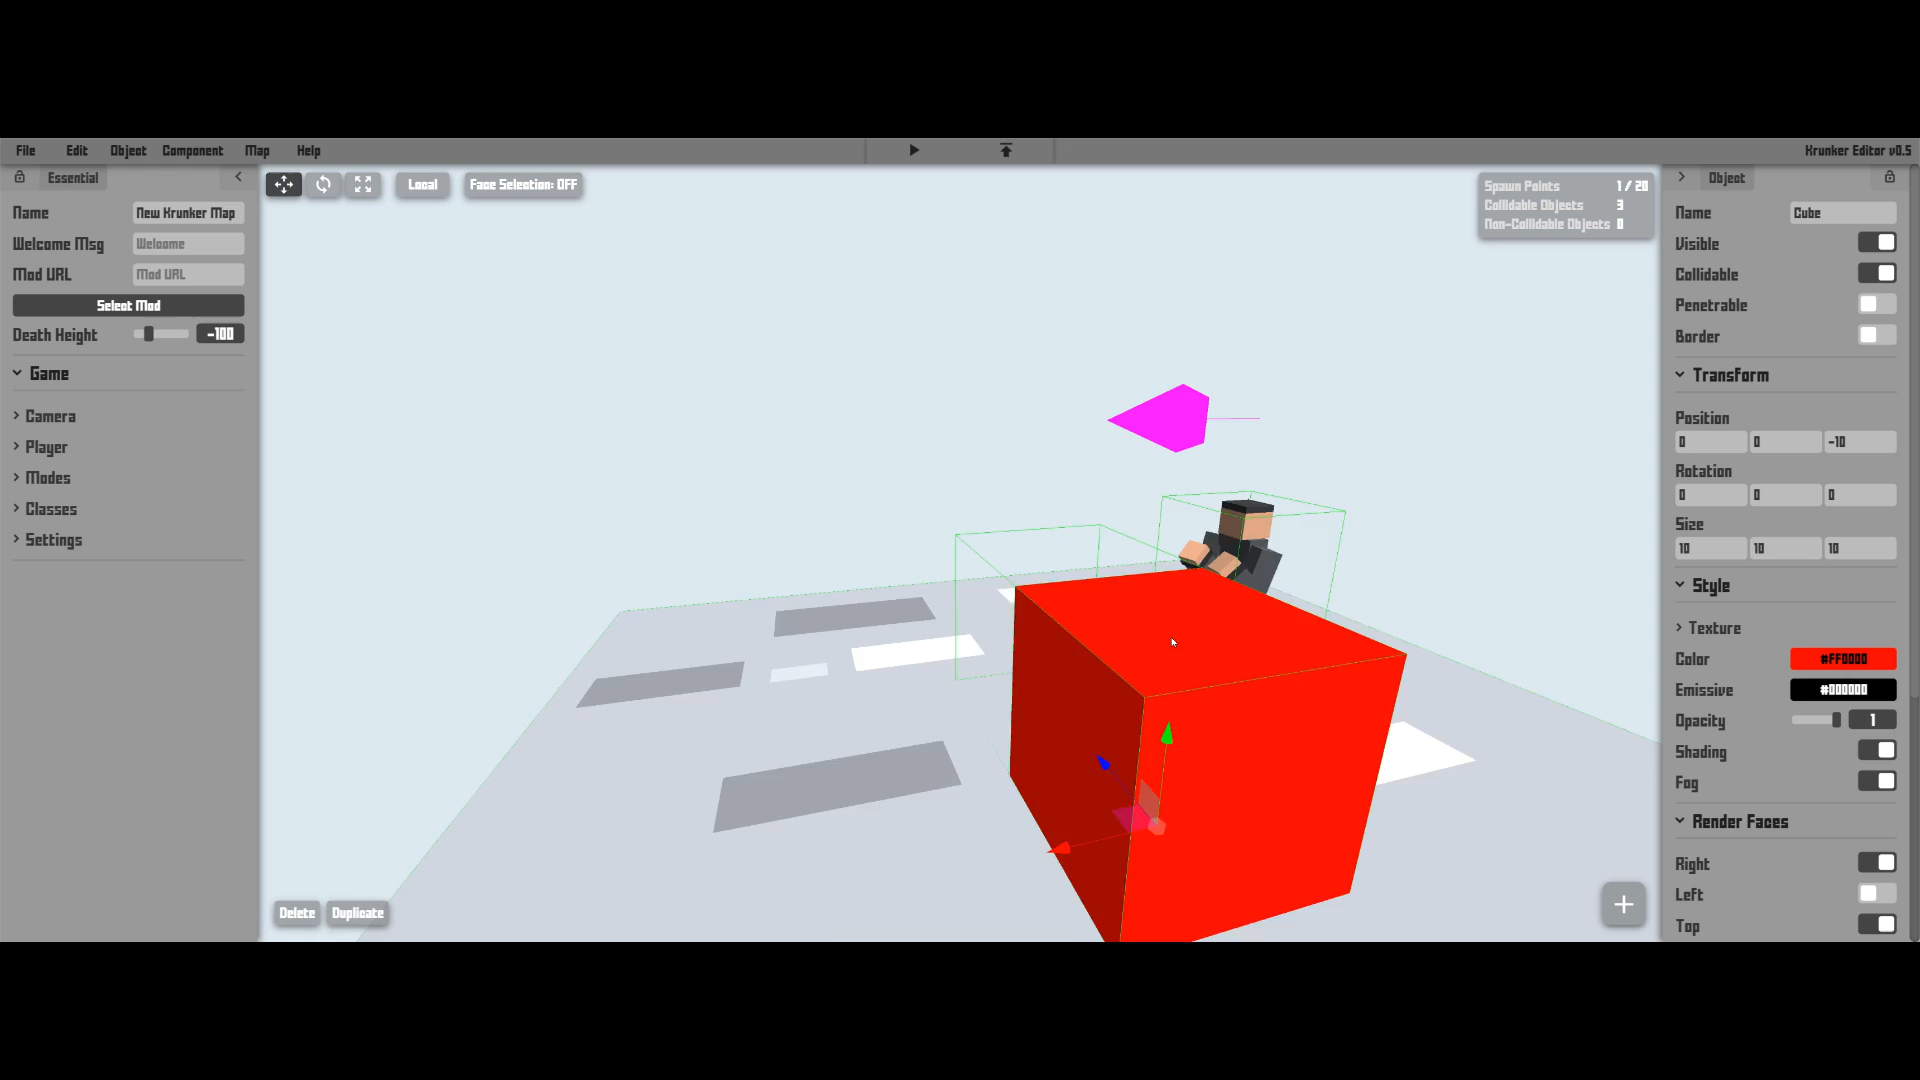 File Edit Object Component Map Help
Krunker Editor v0.5
Essential
Name New Krunker Map
Welcome Msg Welcome
Mod URL Mod URL
Select Mod
Death Height -100
Game
Camera
Player
Modes
Classes
Settings
Local
Face Selection: OFF
Spawn Points 1 / 20
Collidable Objects 3
Non-Collidable Objects 0
Delete Duplicate
+
Object
Name Cube
Visible
Collidable
Penetrable
Border
Transform
Position
0 0 -10
Rotation
0 0 0
Size
10 10 10
Style
Texture
Color #FF0000
Emissive #000000
Opacity 1
Shading
Fog
Render Faces
Right
Left
Top